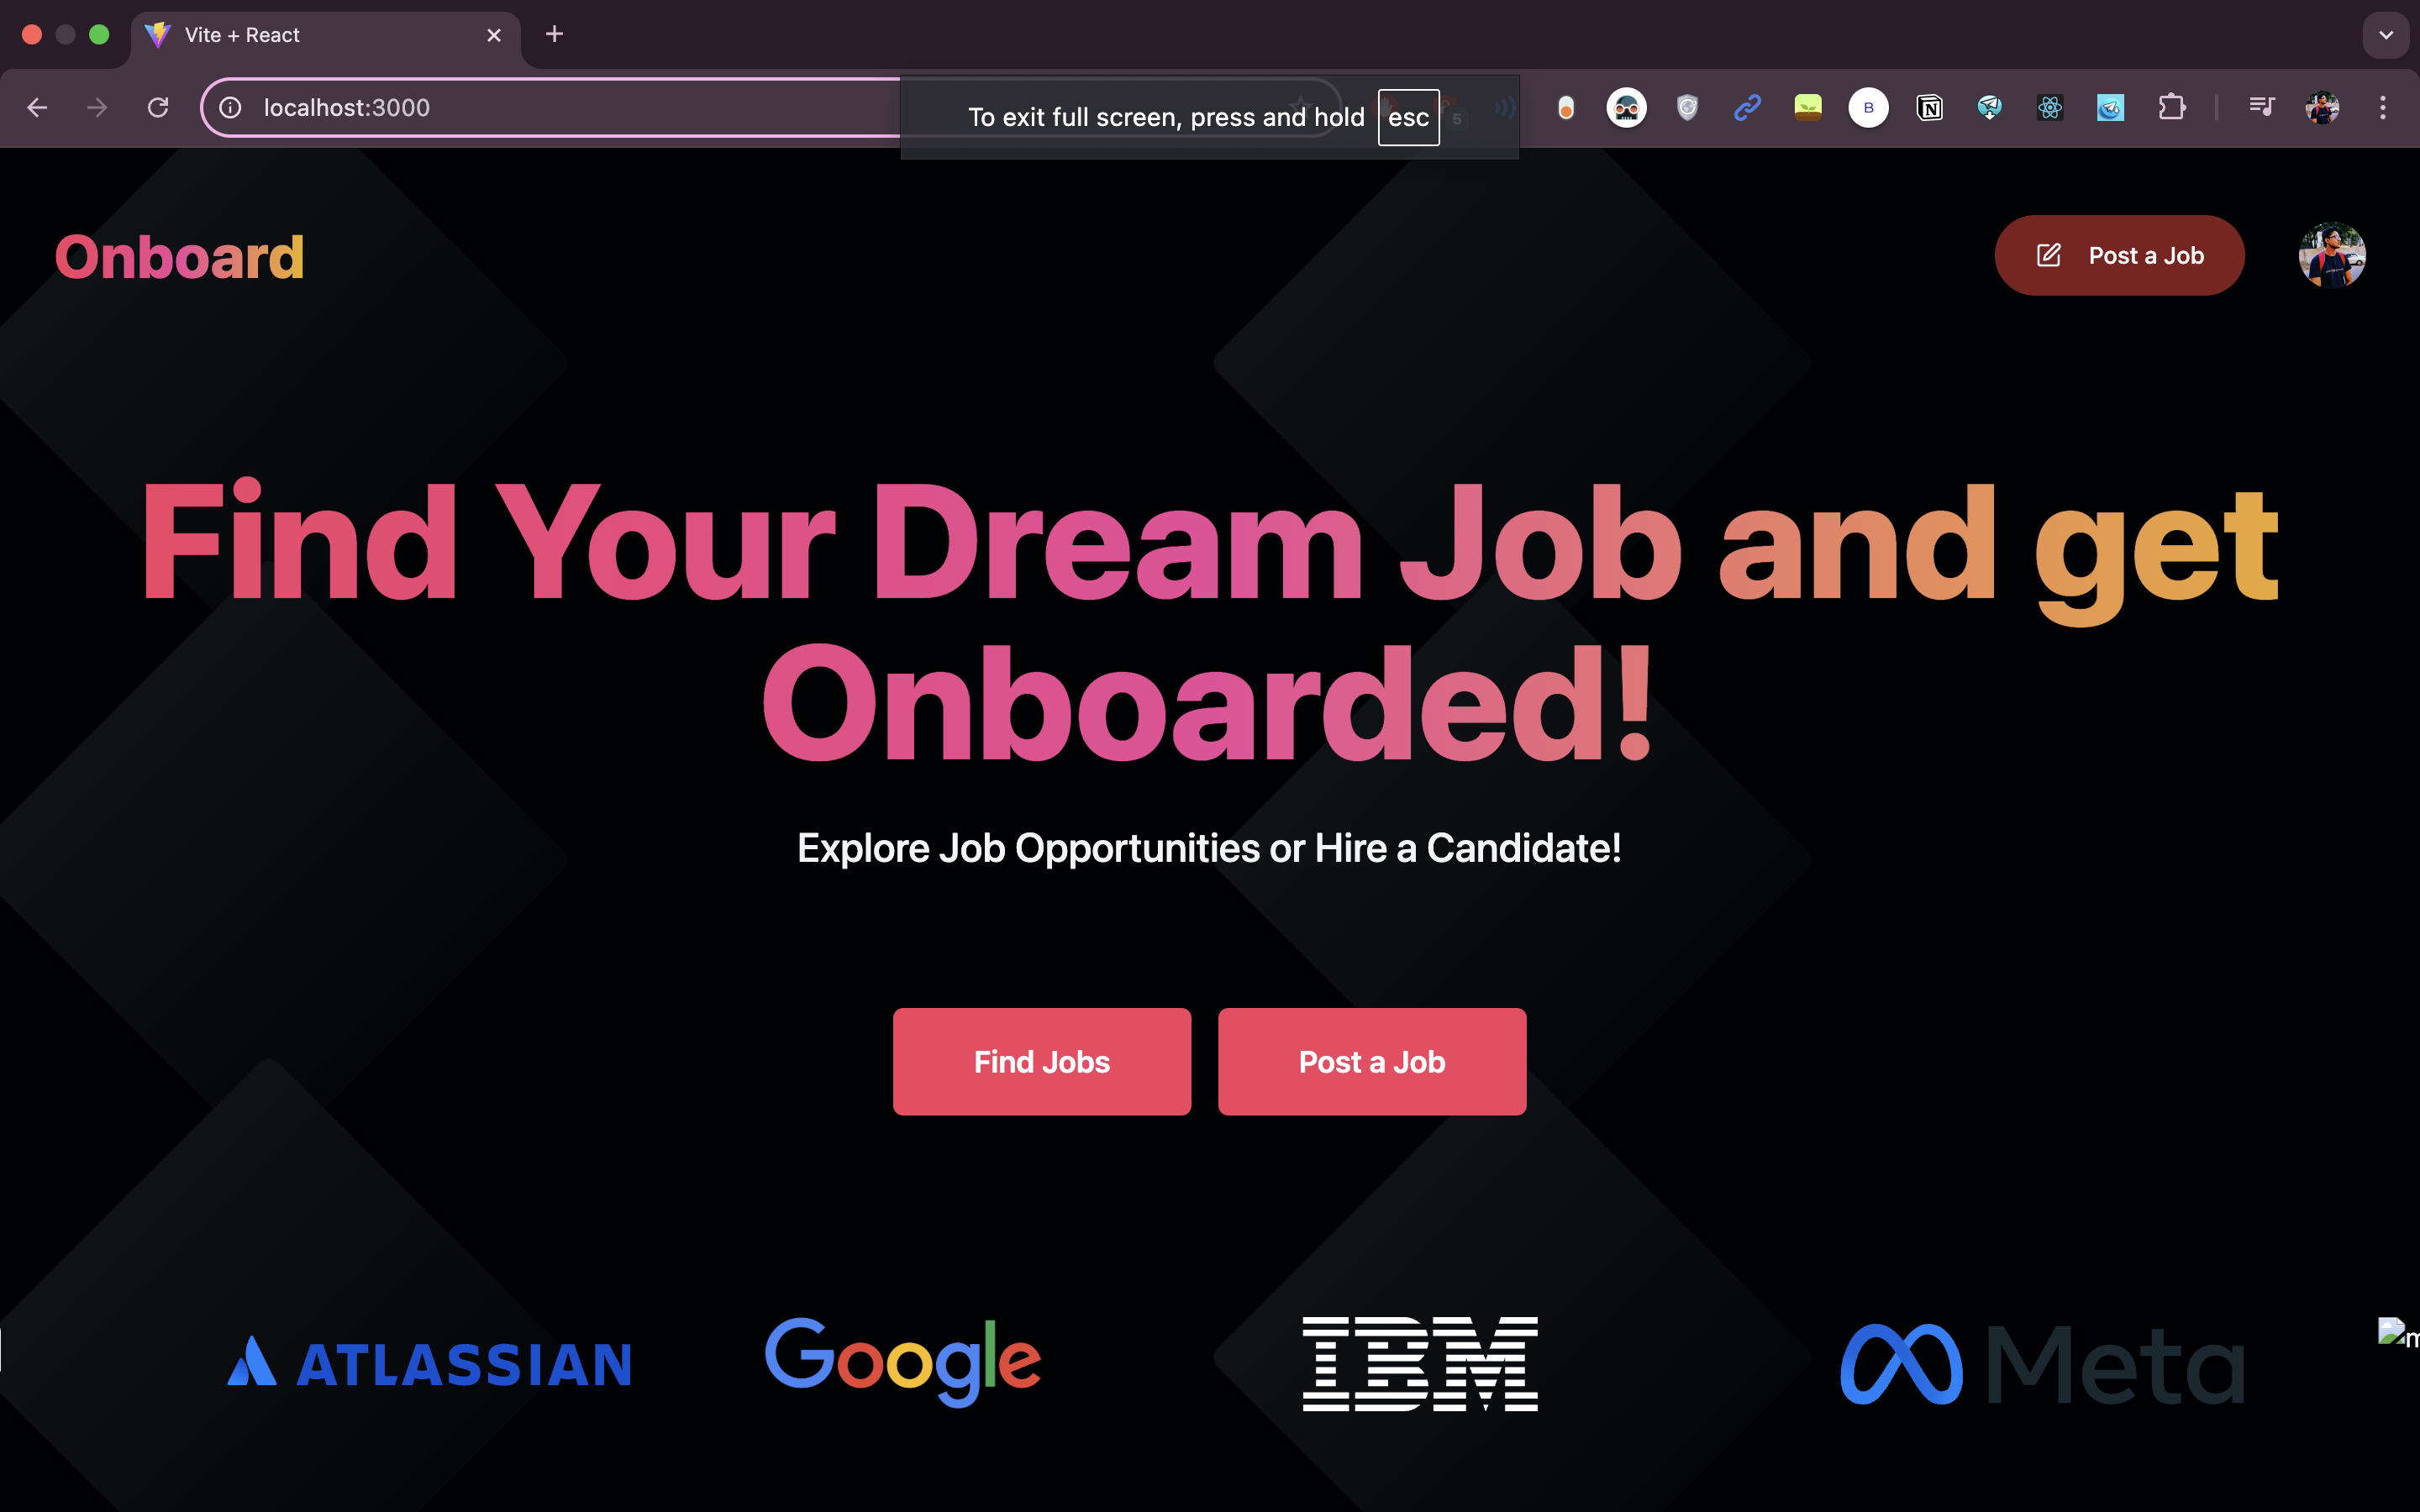 Vite + React
localhost:3000
To exit full screen, press and hold esc
5
B
N
Onboard
Post a Job
Find Your Dream Job and get
Onboarded!
Explore Job Opportunities or Hire a Candidate!
Find Jobs
Post a Job
ATLASSIAN
Google
IBM
Meta